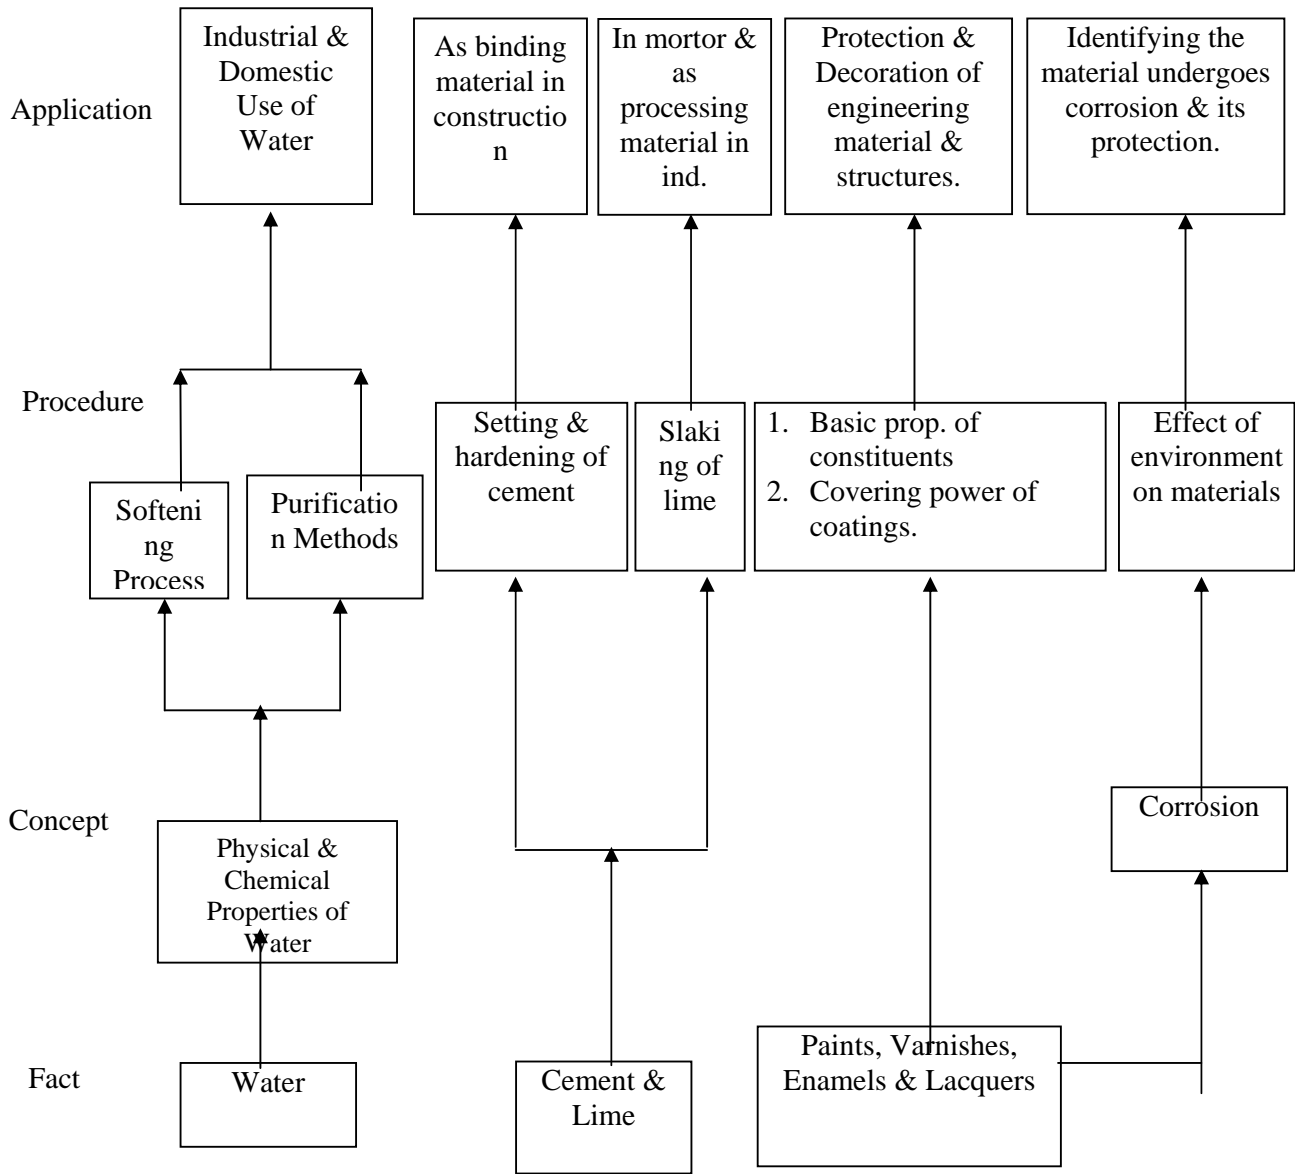 Application
Industrial &
Domestic
Use of
Water
As binding
material in
constructio
n
In mortor &
as
processing
material in
ind.
Protection &
Decoration of
engineering
material &
structures.
Identifying the
material undergoes
corrosion & its
protection.
Procedure
Softeni
ng
Process
Purificatio
n Methods
Setting &
hardening of
cement
Slaki
ng of
lime
1. Basic prop. of
constituents
2. Covering power of
coatings.
Effect of
environment
on materials
Concept
Physical &
Chemical
Properties of
Water
Corrosion
Fact
Water
Cement &
Lime
Paints, Varnishes,
Enamels & Lacquers